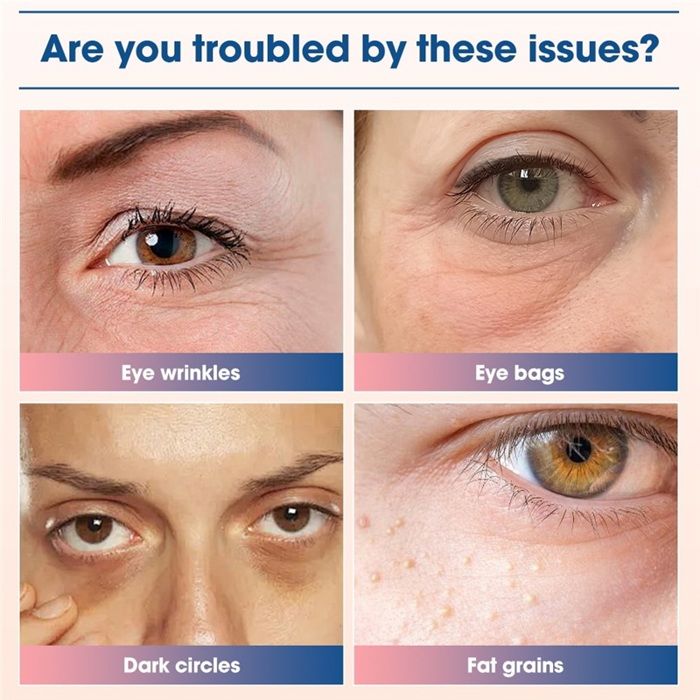 Are you troubled by these issues?
Eye wrinkles
Eye bags
Dark circles
Fat grains